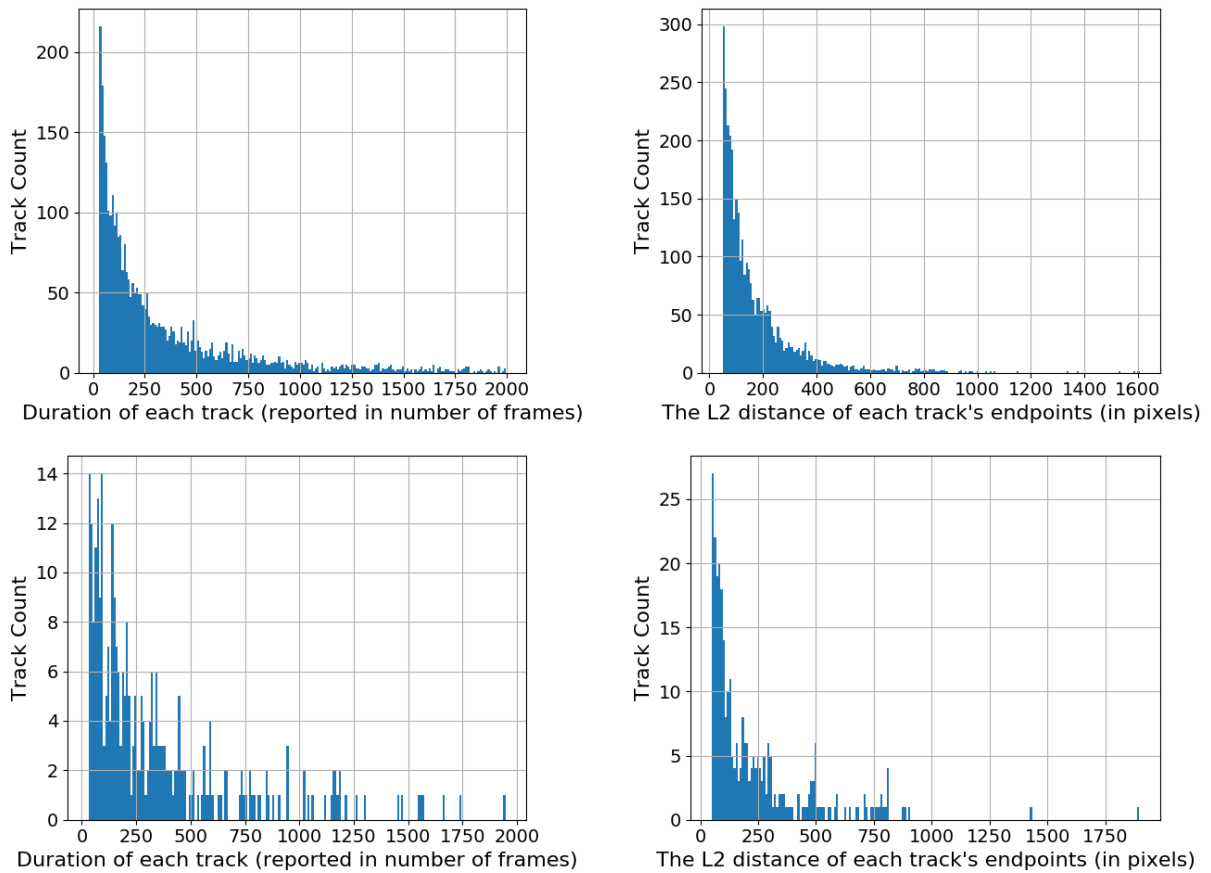 200
150
100
50
0
Track Count
0 250 500 750 1000 1250 1500 1750 2000
Duration of each track (reported in number of frames)
300
250
200
150
100
50
0
Track Count
0 200 400 600 800 1000 1200 1400 1600
The L2 distance of each track's endpoints (in pixels)
14
12
10
8
6
4
2
0
Track Count
0 250 500 750 1000 1250 1500 1750 2000
Duration of each track (reported in number of frames)
25
20
15
10
5
0
Track Count
0 250 500 750 1000 1250 1500 1750
The L2 distance of each track's endpoints (in pixels)